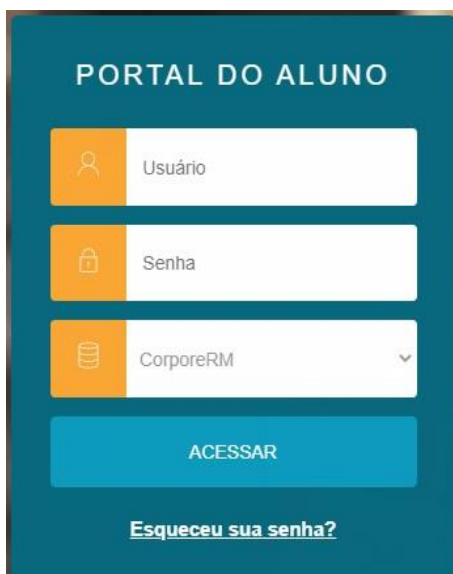 PORTAL DO ALUNO
Usuário
Senha
CorporeRM
ACESSAR
Esqueceu sua senha?